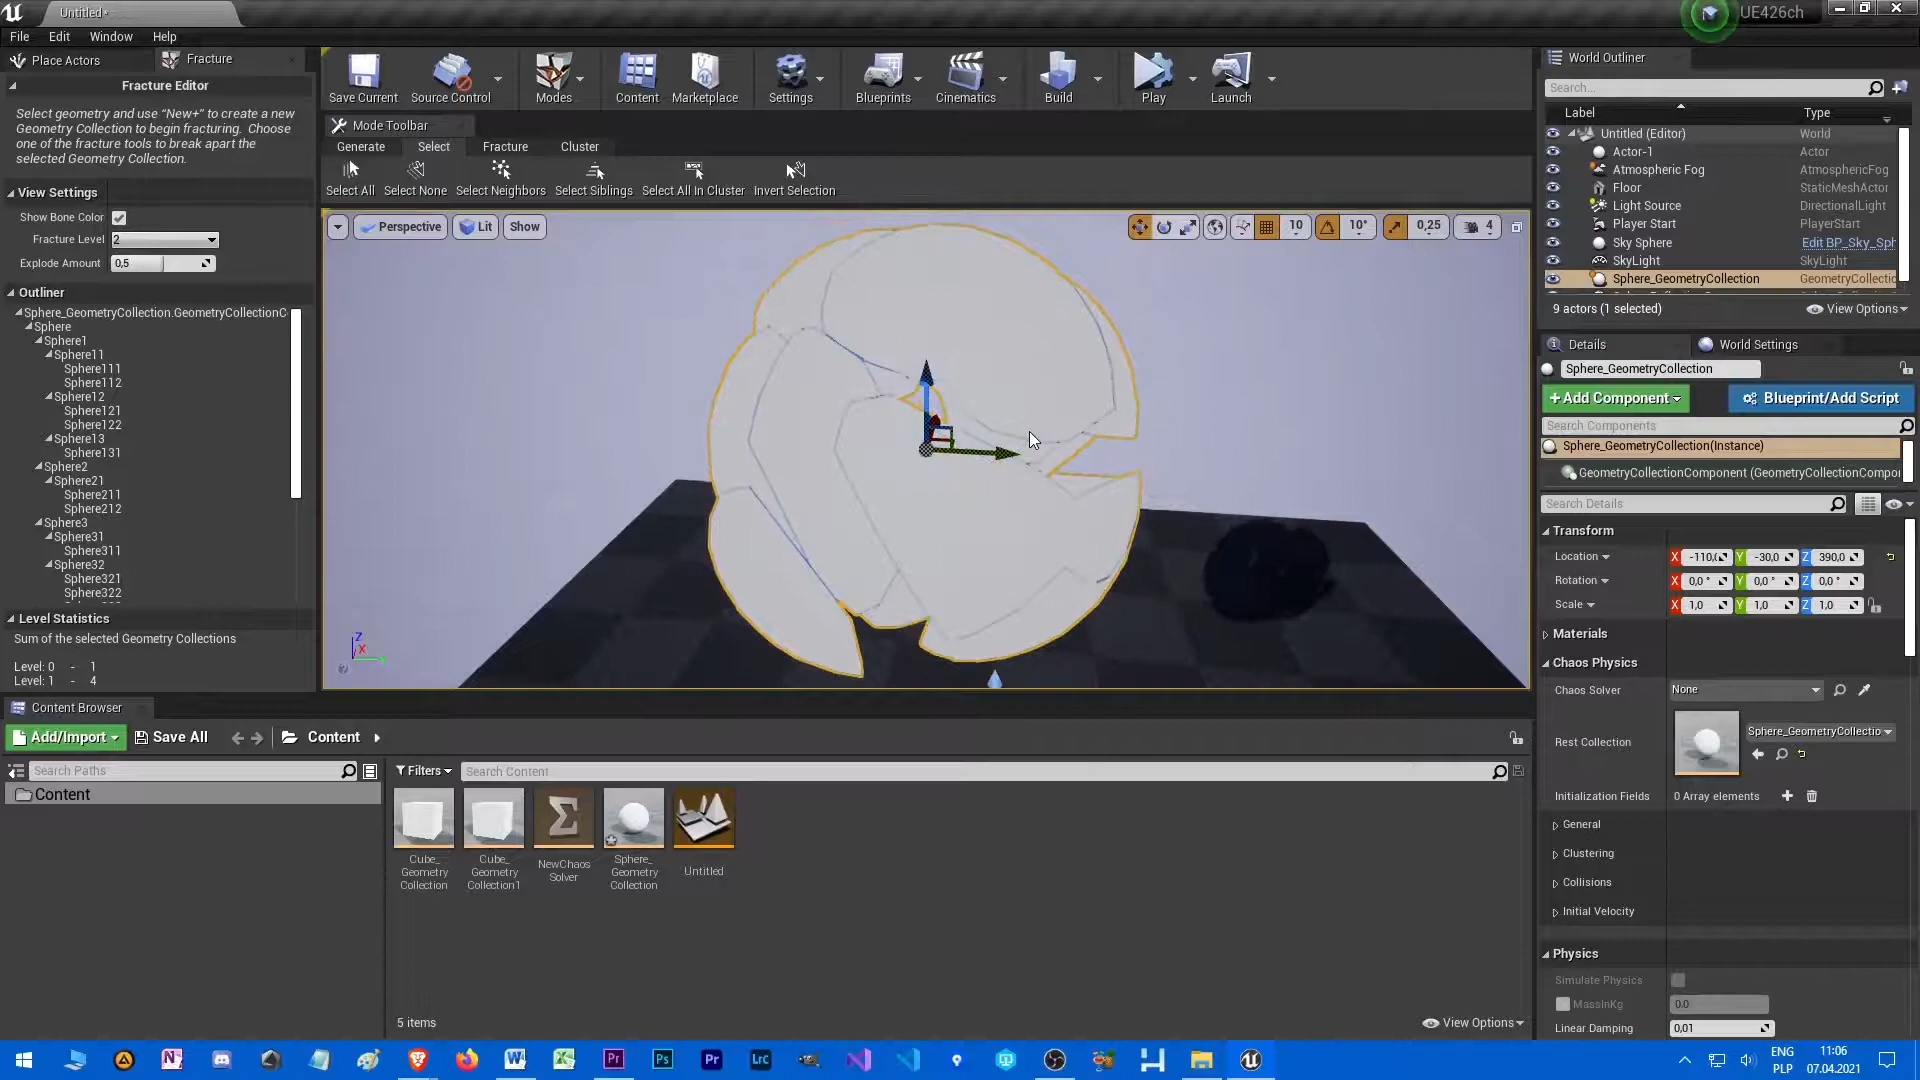 Untitled*
UE426ch
File Edit Window Help
Place Actors
Fracture
Fracture Editor
Select geometry and use "New+" to create a new
Geometry Collection to begin fracturing. Choose
one of the fracture tools to break apart the
selected Geometry Collection.
View Settings
Show Bone Color
Fracture Level 2
Explode Amount 0,5
Outliner
Sphere_GeometryCollection.GeometryCollectionC
Sphere
Sphere1
Sphere11
Sphere111
Sphere112
Sphere12
Sphere121
Sphere122
Sphere13
Sphere131
Sphere2
Sphere21
Sphere211
Sphere212
Sphere3
Sphere31
Sphere311
Sphere32
Sphere321
Sphere322
Level Statistics
Sum of the selected Geometry Collections
Level: 0 - 1
Level: 1 - 4
Save Current Source Control Modes Content Marketplace Settings Blueprints Cinematics Build Play Launch
Mode Toolbar
Generate Select Fracture Cluster
Select All Select None Select Neighbors Select Siblings Select All In Cluster Invert Selection
Perspective Lit Show 10 10° 0,25 4
Z
X
World Outliner
Search...
Label Type
Untitled (Editor) World
Actor-1 Actor
Atmospheric Fog AtmosphericFog
Floor StaticMeshActor
Light Source DirectionalLight
Player Start PlayerStart
Sky Sphere Edit BP_Sky_Sph
SkyLight SkyLight
Sphere_GeometryCollection GeometryCollectic
9 actors (1 selected) View Options
Details World Settings
Sphere_GeometryCollection
+Add Component Blueprint/Add Script
Search Components
Sphere_GeometryCollection(Instance)
GeometryCollectionComponent (GeometryCollectionCompo
Search Details
Transform
Location X -110,( Y -30,0 Z 390,0
Rotation X 0,0 ° Y 0,0 ° Z 0,0 °
Scale X 1,0 Y 1,0 Z 1,0
Materials
Chaos Physics
Chaos Solver None
Rest Collection Sphere_GeometryCollectio
Initialization Fields 0 Array elements
General
Clustering
Collisions
Initial Velocity
Physics
Simulate Physics
MassInKg 0.0
Linear Damping 0,01
Content Browser
Add/Import Save All Content
Search Paths
Filters Search Content
Content
Cube_
Geometry
Collection
Cube_
Geometry
Collection1
NewChaos
Solver
Sphere_
Geometry
Collection
Untitled
5 items
View Options
ENG
PLP
11:06
07.04.2021